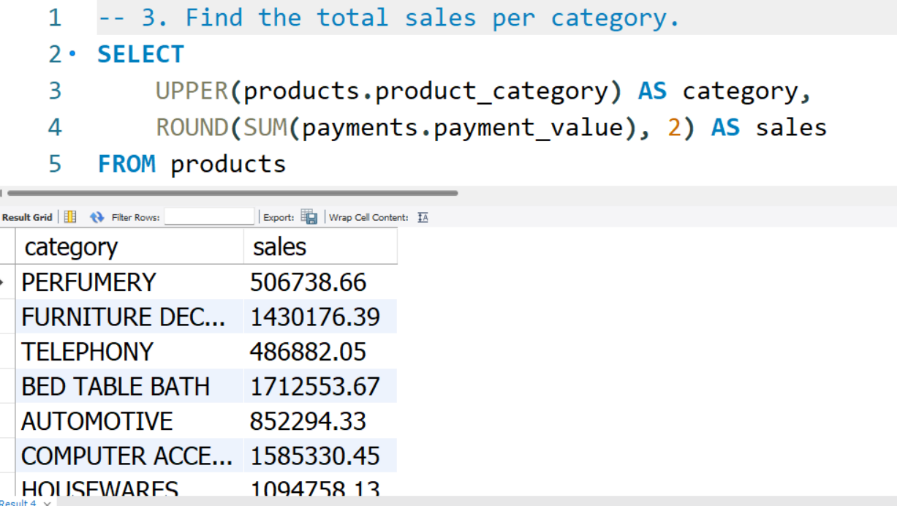 1 -- 3. Find the total sales per category.
2 SELECT
3 UPPER(products.product_category) AS category,
4 ROUND(SUM(payments.payment_value), 2) AS sales
5 FROM products
Result Grid Filter Rows: Export: Wrap Cell Content:
category sales
PERFUMERY 506738.66
FURNITURE DEC... 1430176.39
TELEPHONY 486882.05
BED TABLE BATH 1712553.67
AUTOMOTIVE 852294.33
COMPUTER ACCE... 1585330.45
HOUSEWARES 1094758.13
Result 4